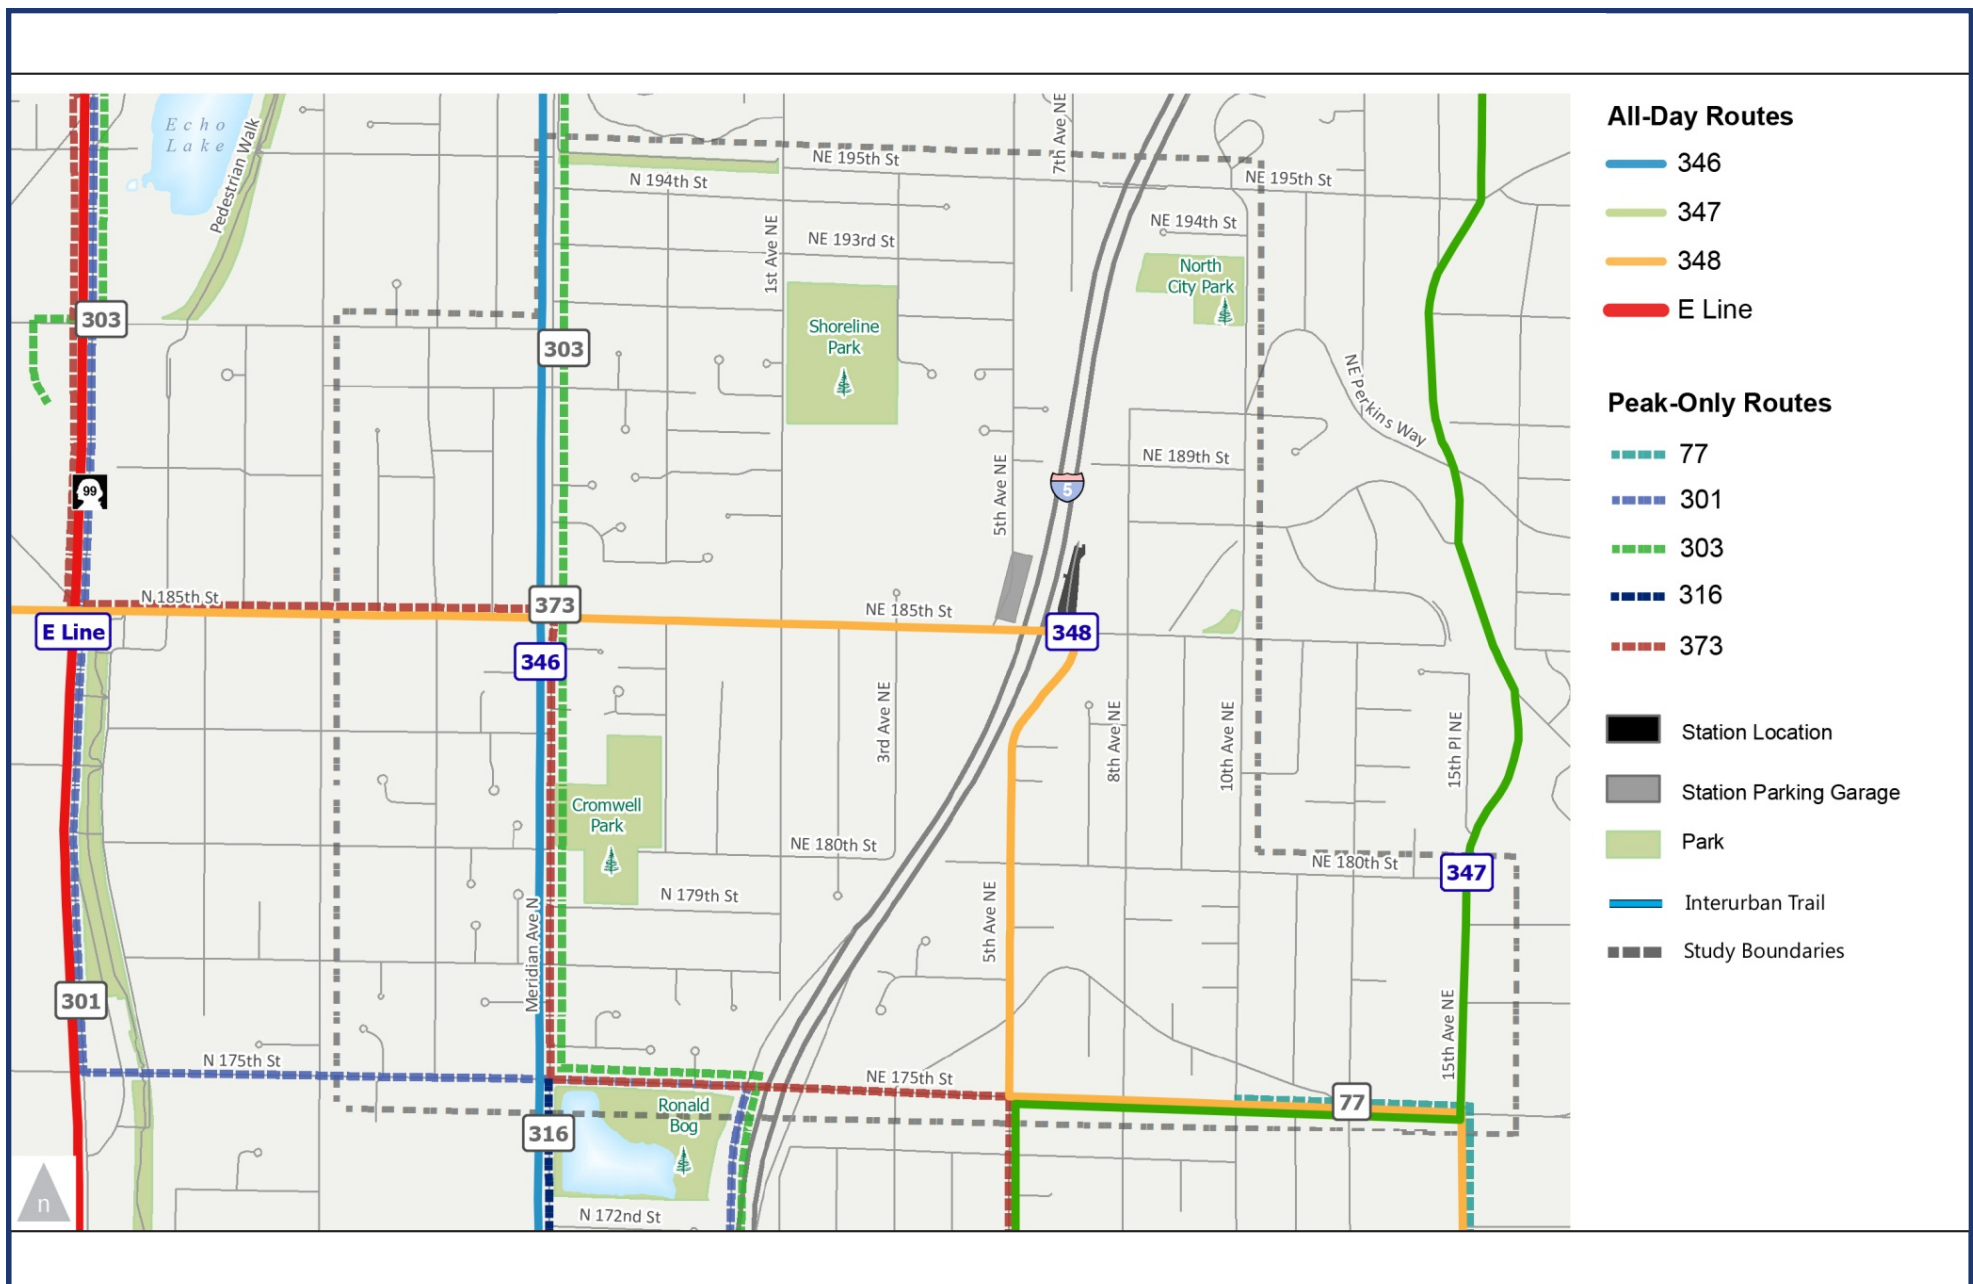 Echo
Lake
Pedestrian Walk
7th Ave NE
NE 195th St
N 194th St
NE 195th St
NE 194th St
1st Ave NE
NE 193rd St
North
City Park
303
303
Shoreline
Park
NE Perkins Way
99
5th Ave NE
NE 189th St
5
N 185th St
373
NE 185th St
E Line
348
346
3rd Ave NE
8th Ave NE
10th Ave NE
15th Pl NE
Cromwell
Park
NE 180th St
NE 180th St
347
N 179th St
Meridian Ave N
5th Ave NE
301
15th Ave NE
N 175th St
NE 175th St
77
Ronald
Bog
316
n
N 172nd St
All-Day Routes
346
347
348
E Line
Peak-Only Routes
77
301
303
316
373
Station Location
Station Parking Garage
Park
Interurban Trail
Study Boundaries